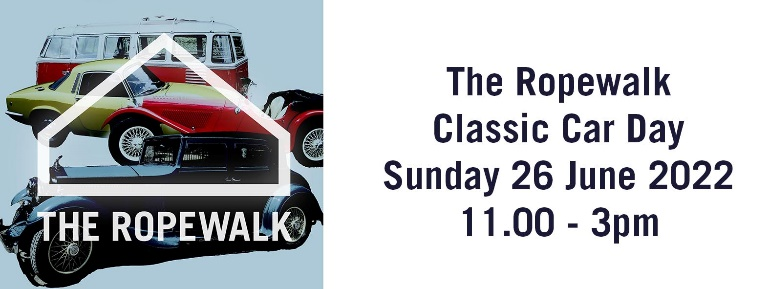 THE ROPEWALK
The Ropewalk
Classic Car Day
Sunday 26 June 2022
11.00 - 3pm